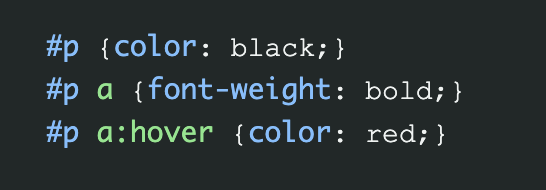 #p {color: black;}
#p a {font-weight: bold;}
#p a:hover {color: red;}